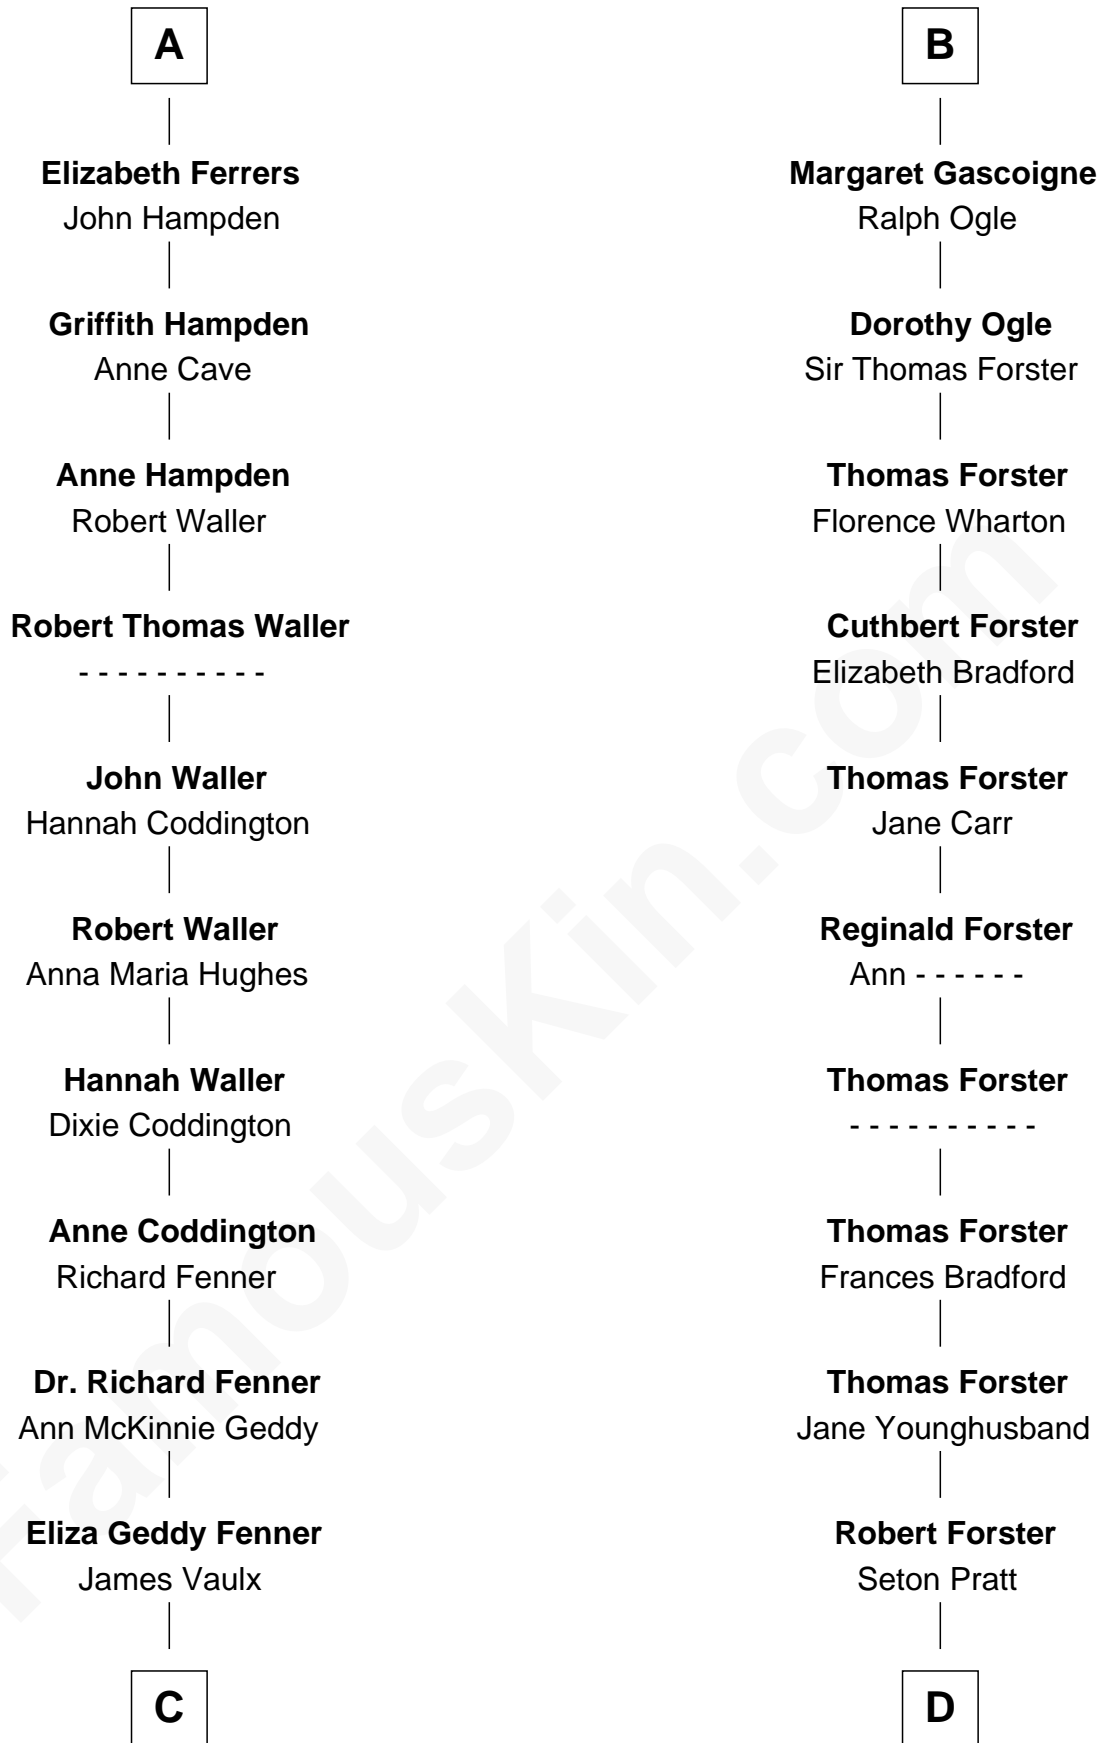 A
Elizabeth Ferrers
John Hampden
Griffith Hampden
Anne Cave
Anne Hampden
Robert Waller
Robert Thomas Waller
- - - - - - - - - -
John Waller
Hannah Coddington
Robert Waller
Anna Maria Hughes
Hannah Waller
Dixie Coddington
Anne Coddington
Richard Fenner
Dr. Richard Fenner
Ann McKinnie Geddy
Eliza Geddy Fenner
James Vaulx
C
B
Margaret Gascoigne
Ralph Ogle
Dorothy Ogle
Sir Thomas Forster
Thomas Forster
Florence Wharton
Cuthbert Forster
Elizabeth Bradford
Thomas Forster
Jane Carr
Reginald Forster
Ann - - - - - -
Thomas Forster
- - - - - - - - - -
Thomas Forster
Frances Bradford
Thomas Forster
Jane Younghusband
Robert Forster
Seton Pratt
D
FamousKin.com